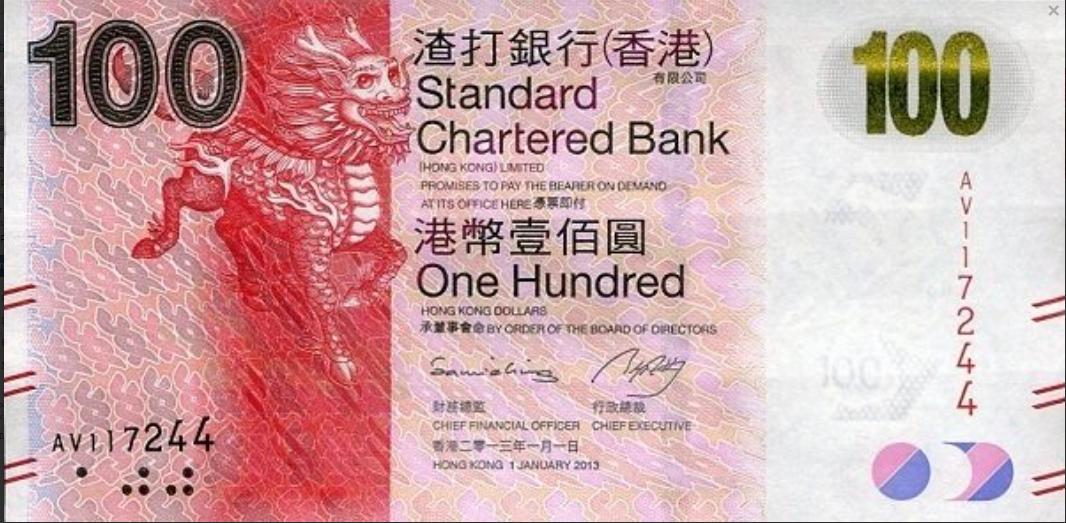 100
渣打銀行(香港)
有限公司
Standard
Chartered Bank
(HONG KONG) LIMITED
PROMISES TO PAY THE BEARER ON DEMAND
AT ITS OFFICE HERE 憑票即付
港幣壹佰圓
One Hundred
HONG KONG DOLLARS
承董事會命 BY ORDER OF THE BOARD OF DIRECTORS
財務總監 行政總裁
CHIEF FINANCIAL OFFICER CHIEF EXECUTIVE
香港二零一三年一月一日
HONG KONG 1 JANUARY 2013
AV117244
100
AV117244
100